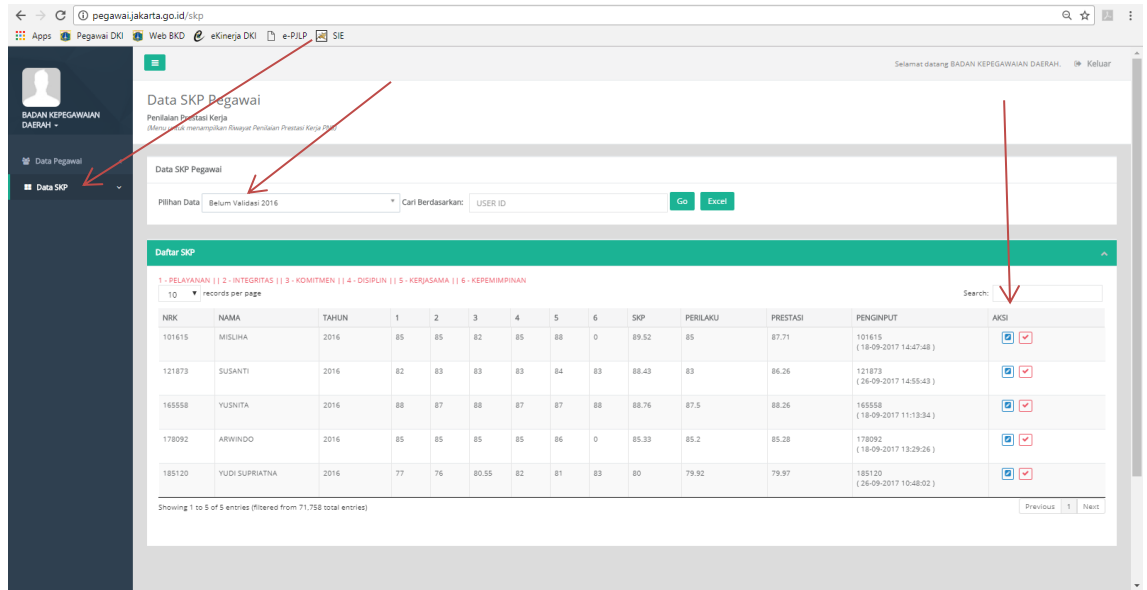 pegawai.jakarta.go.id/skp
Apps Pegawai DKI Web BKD eKinerja DKI e-PJLP SIE
Selamat datang BADAN KEPEGAWAIAN DAERAH. Keluar
BADAN KEPEGAWAIAN
DAERAH
Data Pegawai
Data SKP
Data SKP Pegawai
Penilaian Prestasi Kerja
(Menu untuk menampilkan Riwayat Penilaian Prestasi Kerja PNS)
Data SKP Pegawai
Pilihan Data Belum Validasi 2016 Cari Berdasarkan: USER ID Go Excel
Daftar SKP
1 - PELAYANAN || 2 - INTEGRITAS || 3 - KOMITMEN || 4 - DISIPLIN || 5 - KERJASAMA || 6 - KEPEMIMPINAN
10 records per page Search:
NRK NAMA TAHUN 1 2 3 4 5 6 SKP PERILAKU PRESTASI PENGINPUT AKSI
101615 MISLIHA 2016 85 85 82 85 88 0 89.52 85 87.71 101615
( 18-09-2017 14:47:48 )
121873 SUSANTI 2016 82 83 83 83 84 83 88.43 83 86.26 121873
( 26-09-2017 14:55:43 )
165558 YUSNITA 2016 88 87 88 87 87 88 88.76 87.5 88.26 165558
( 18-09-2017 11:13:34 )
178092 ARWINDO 2016 85 85 85 85 86 0 85.33 85.2 85.28 178092
( 18-09-2017 13:29:26 )
185120 YUDI SUPRIATNA 2016 77 76 80.55 82 81 83 80 79.92 79.97 185120
( 26-09-2017 10:48:02 )
Showing 1 to 5 of 5 entries (filtered from 71,758 total entries) Previous 1 Next